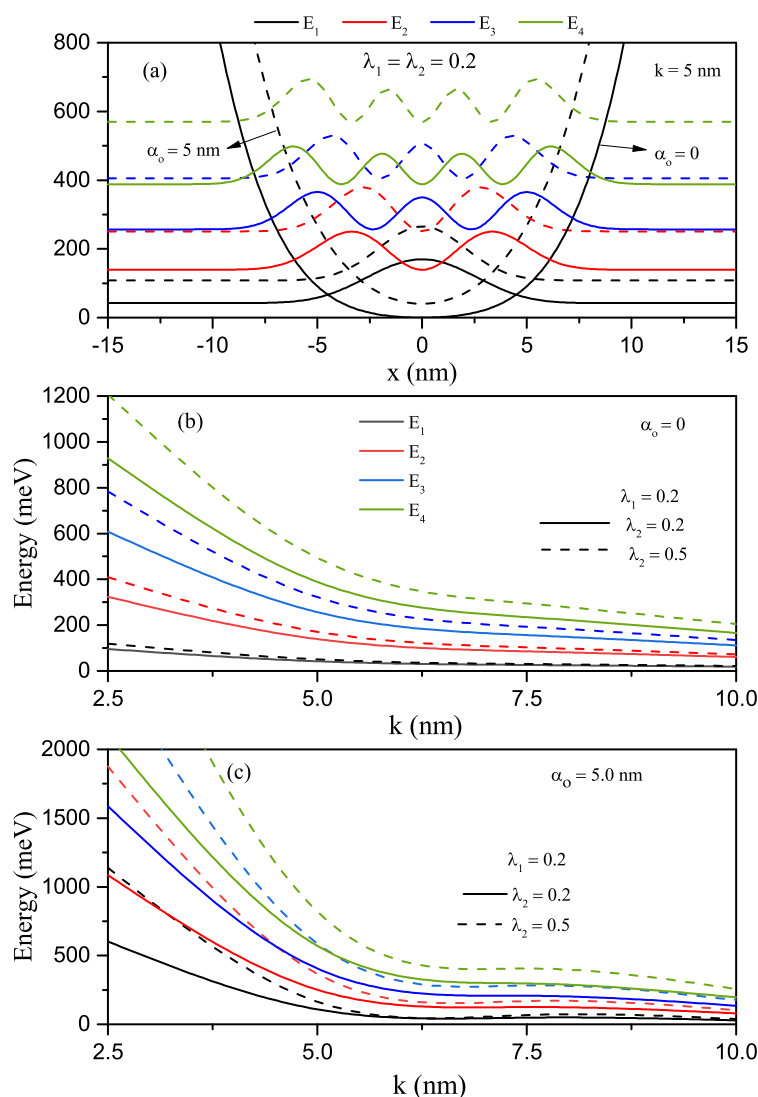 E₁ E₂ E₃ E₄
800
(a)
λ₁ = λ₂ = 0.2
k = 5 nm
600
αₒ = 5 nm
αₒ = 0
400
200
0
-15 -10 -5 0 5 10 15
x (nm)
1200
(b)
E₁
αₒ = 0
1000
E₂
800
E₃
λ₁ = 0.2
600
E₄
λ₂ = 0.2
λ₂ = 0.5
400
200
0
Energy (meV)
2.5 5.0 7.5 10.0
k (nm)
2000
(c)
αₒ = 5.0 nm
1500
λ₁ = 0.2
1000
λ₂ = 0.2
λ₂ = 0.5
500
0
Energy (meV)
2.5 5.0 7.5 10.0
k (nm)